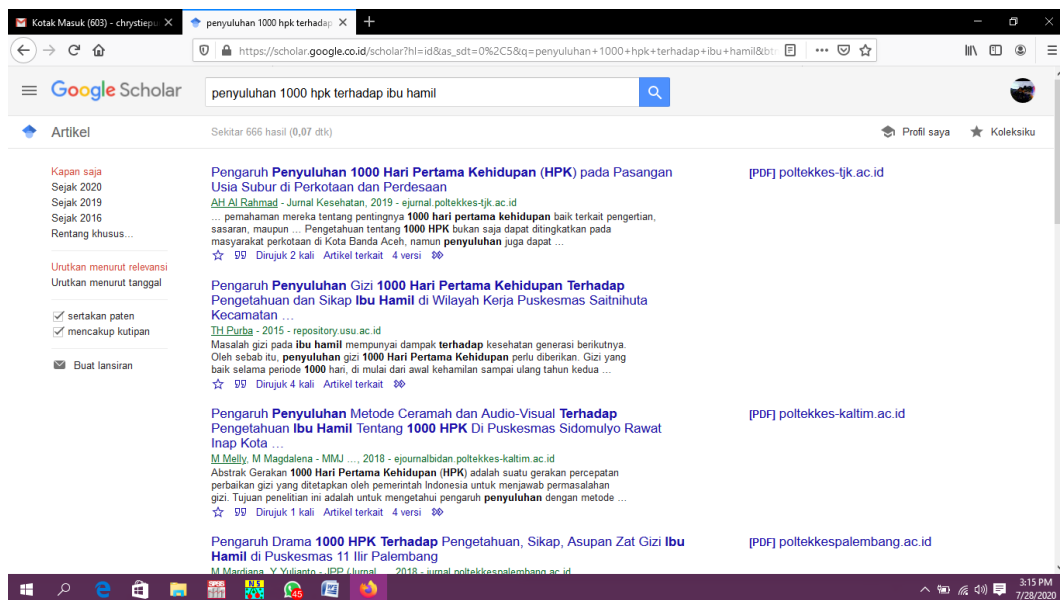 Kotak Masuk (603) - chrystiepu
penyuluhan 1000 hpk terhadap
https://scholar.google.co.id/scholar?hl=id&as_sdt=0%2C5&q=penyuluhan+1000+hpk+terhadap+ibu+hamil&btn
Google Scholar
penyuluhan 1000 hpk terhadap ibu hamil
Artikel
Sekitar 666 hasil (0,07 dtk)
Profil saya
Koleksiku
Kapan saja
Sejak 2020
Sejak 2019
Sejak 2016
Rentang khusus...
Urutkan menurut relevansi
Urutkan menurut tanggal
sertakan paten
mencakup kutipan
Buat lansiran
Pengaruh Penyuluhan 1000 Hari Pertama Kehidupan (HPK) pada Pasangan
Usia Subur di Perkotaan dan Perdesaan
AH Al Rahmad - Jurnal Kesehatan, 2019 - ejurnal.poltekkes-tjk.ac.id
... pemahaman mereka tentang pentingnya 1000 hari pertama kehidupan baik terkait pengertian,
sasaran, maupun ... Pengetahuan tentang 1000 HPK bukan saja dapat ditingkatkan pada
masyarakat perkotaan di Kota Banda Aceh, namun penyuluhan juga dapat ...
Dirujuk 2 kali Artikel terkait 4 versi
[PDF] poltekkes-tjk.ac.id
Pengaruh Penyuluhan Gizi 1000 Hari Pertama Kehidupan Terhadap
Pengetahuan dan Sikap Ibu Hamil di Wilayah Kerja Puskesmas Saitnihuta
Kecamatan ...
TH Purba - 2015 - repository.usu.ac.id
Masalah gizi pada ibu hamil mempunyai dampak terhadap kesehatan generasi berikutnya.
Oleh sebab itu, penyuluhan gizi 1000 Hari Pertama Kehidupan perlu diberikan. Gizi yang
baik selama periode 1000 hari, di mulai dari awal kehamilan sampai ulang tahun kedua ...
Dirujuk 4 kali Artikel terkait
Pengaruh Penyuluhan Metode Ceramah dan Audio-Visual Terhadap
Pengetahuan Ibu Hamil Tentang 1000 HPK Di Puskesmas Sidomulyo Rawat
Inap Kota ...
M Melly, M Magdalena - MMJ ..., 2018 - ejournalbidan.poltekkes-kaltim.ac.id
Abstrak Gerakan 1000 Hari Pertama Kehidupan (HPK) adalah suatu gerakan percepatan
perbaikan gizi yang ditetapkan oleh pemerintah Indonesia untuk menjawab permasalahan
gizi. Tujuan penelitian ini adalah untuk mengetahui pengaruh penyuluhan dengan metode ...
Dirujuk 1 kali Artikel terkait 4 versi
[PDF] poltekkes-kaltim.ac.id
Pengaruh Drama 1000 HPK Terhadap Pengetahuan, Sikap, Asupan Zat Gizi Ibu
Hamil di Puskesmas 11 Ilir Palembang
M Mardiana, Y Yulianto - JPP (Jurnal ..., 2018 - jurnal.poltekkespalembang.ac.id
[PDF] poltekkespalembang.ac.id
SPSS
NS
45
3:15 PM
7/28/2020